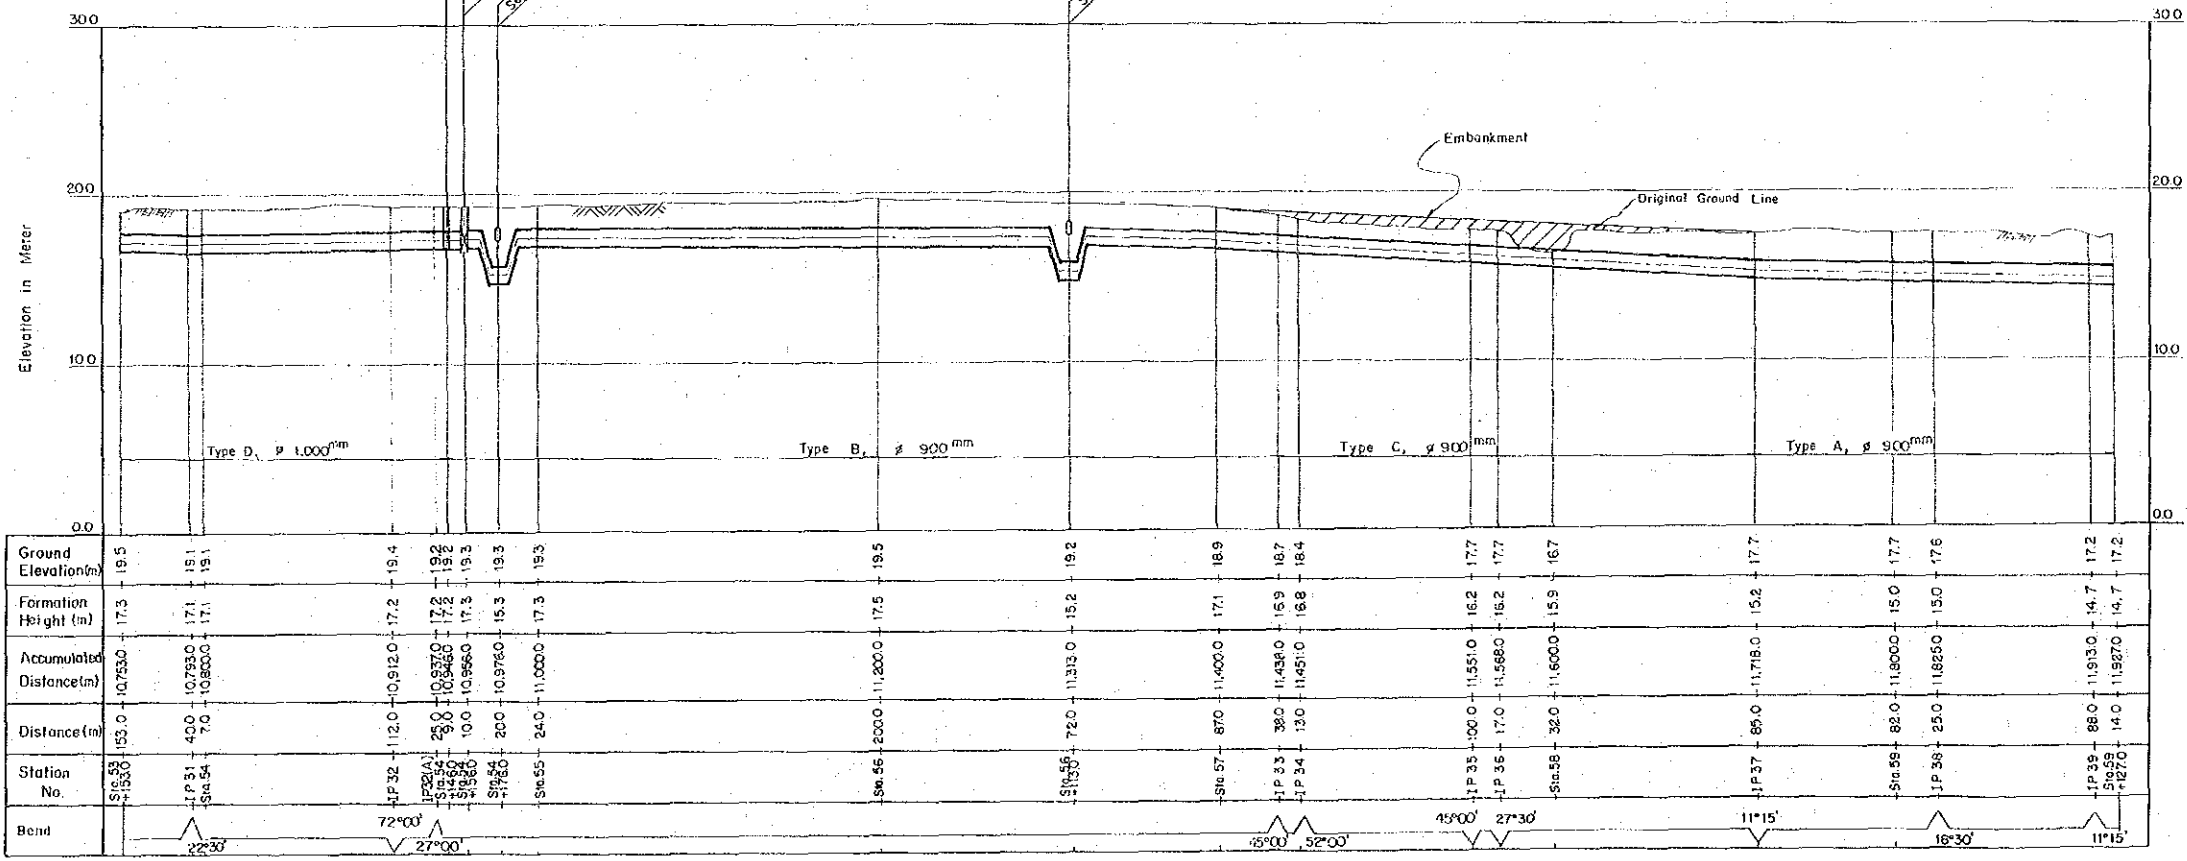 30.0
30.0
20.0
20.0
10.0
10.0
0.0
0.0
Elevation in Meter
Embankment
Original Ground Line
Type D, ø 1,000mm
Type B, ø 900mm
Type C, ø 900mm
Type A, ø 900mm
Ground Elevation(m) 19.5 19.1 19.1 19.4 19.2 19.2 19.3 19.3 19.3 19.5 19.2 18.9 18.7 18.4 17.7 17.7 16.7 17.7 17.7 17.6 17.2 17.2
Formation Height (m) 17.3 17.1 17.1 17.2 17.2 17.2 17.3 15.3 17.3 17.5 15.2 17.1 16.9 16.8 16.2 16.2 15.9 15.2 15.0 15.0 14.7 14.7
Accumulated Distance(m) 10,753.0 10,793.0 10,800.0 10,912.0 10,937.0 10,946.0 10,956.0 10,976.0 11,000.0 11,200.0 11,313.0 11,400.0 11,438.0 11,451.0 11,551.0 11,568.0 11,600.0 11,718.0 11,800.0 11,825.0 11,913.0 11,927.0
Distance(m) 153.0 40.0 7.0 112.0 25.0 9.0 10.0 20.0 24.0 200.0 72.0 87.0 38.0 13.0 100.0 17.0 32.0 85.0 82.0 25.0 88.0 14.0
Station No. Sta.53 +153.0 IP 31 Sta.54 IP 32 IP32(A) Sta.54 +146.0 Sta.54 +156.0 Sta.54 +176.0 Sta.55 Sta.56 Sta.56 +113.0 Sta.57 IP 33 IP 34 IP 35 IP 36 Sta.58 IP37 Sta.59 IP 38 IP 39 Sta.59 +127.0
Bend 22°30' 72°00' 27°00' 45°00' 52°00' 45°00' 27°30' 11°15' 16°30' 11°15'